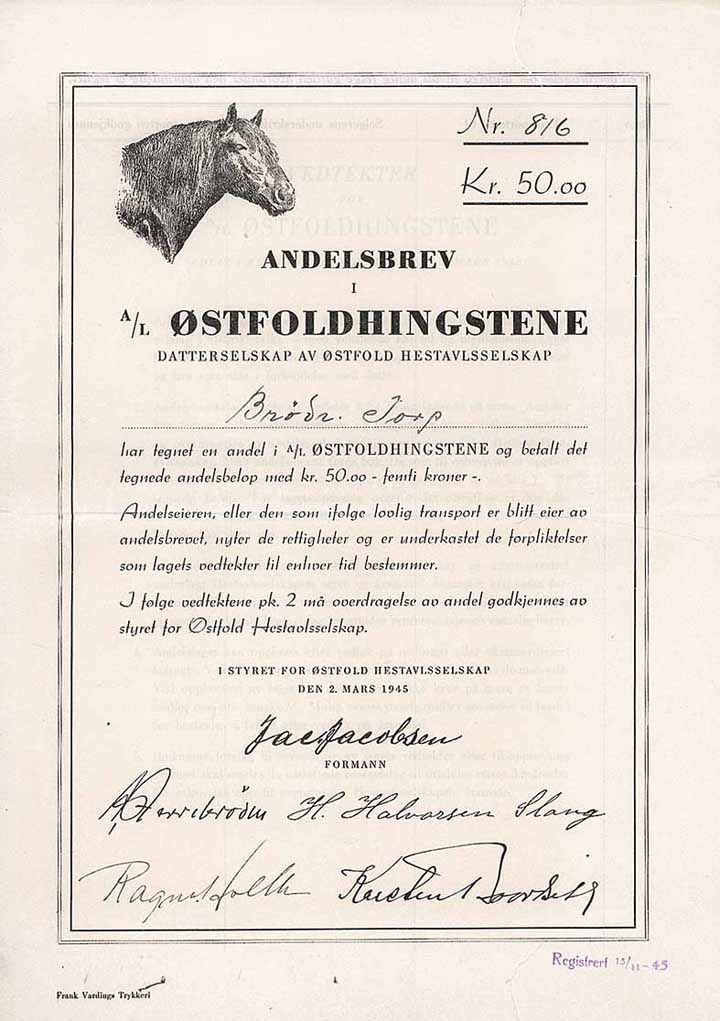 Nr. 816
Kr. 50.00
ANDELSBREV
I
A/L ØSTFOLDHINGSTENE
DATTERSELSKAP AV ØSTFOLD HESTAVLSSELSKAP
Brødr. Torp
har tegnet en andel i A/L ØSTFOLDHINGSTENE og betalt det
tegnede andelsbeløp med kr. 50.00 - femti kroner -.
Andelseieren, eller den som ifølge lovlig transport er blitt eier av
andelsbrevet, nyter de rettigheter og er underkastet de forpliktelser
som lagets vedtekter til enhver tid bestemmer.
I følge vedtektene pk. 2 må overdragelse av andel godkjennes av
styret for Østfold Hestavlsselskap.
I STYRET FOR ØSTFOLD HESTAVLSSELSKAP
DEN 2. MARS 1945
Jac Jacobsen
FORMANN
H. Halvorsen Slang
Registrert 15/11-45
Frank Vardings Trykkeri